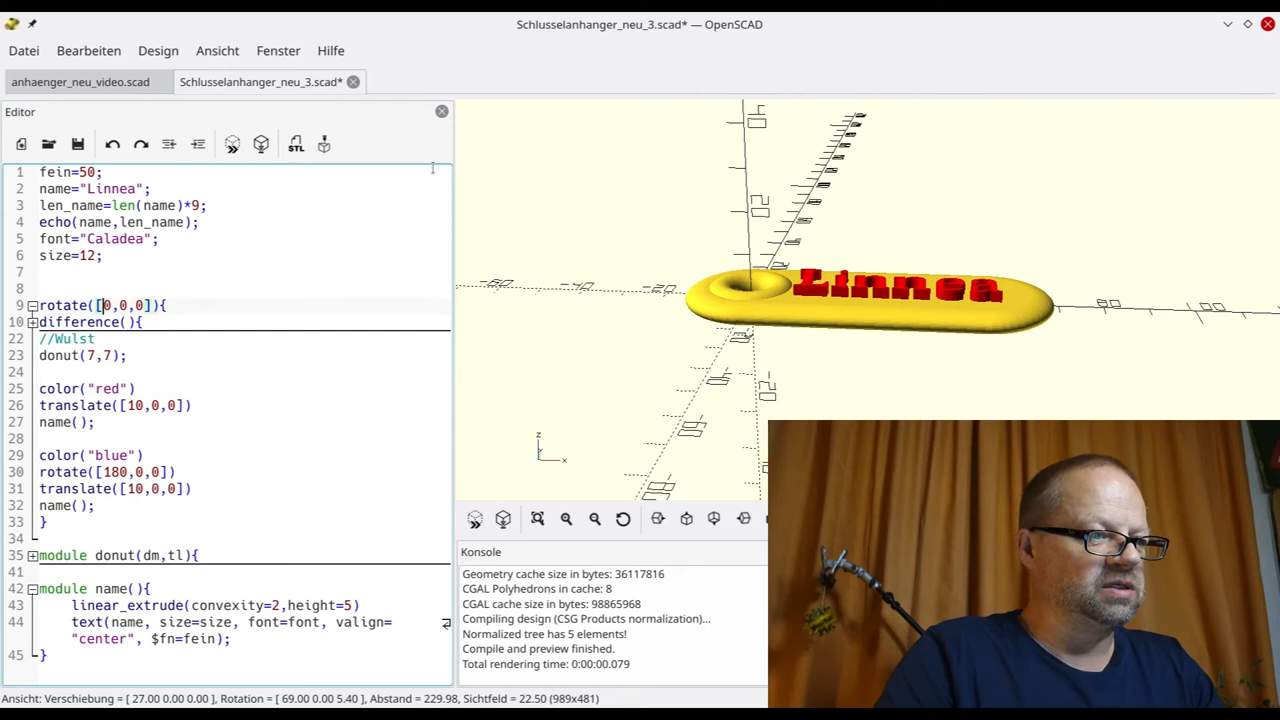 Schlusselanhanger_neu_3.scad* — OpenSCAD
Datei Bearbeiten Design Ansicht Fenster Hilfe
anhaenger_neu_video.scad Schlusselanhanger_neu_3.scad*
Editor
STL
1 fein=50;
2 name="Linnea";
3 len_name=len(name)*9;
4 echo(name,len_name);
5 font="Caladea";
6 size=12;
7
8
9 rotate([0,0,0]){
10 difference(){
22 //Wulst
23 donut(7,7);
24
25 color("red")
26 translate([10,0,0])
27 name();
28
29 color("blue")
30 rotate([180,0,0])
31 translate([10,0,0])
32 name();
33 }
34
35 module donut(dm,tl){
41
42 module name(){
43 linear_extrude(convexity=2,height=5)
44 text(name, size=size, font=font, valign=
"center", $fn=fein);
45 }
Linnea
z
x
Konsole
Geometry cache size in bytes: 36117816
CGAL Polyhedrons in cache: 8
CGAL cache size in bytes: 98865968
Compiling design (CSG Products normalization)...
Normalized tree has 5 elements!
Compile and preview finished.
Total rendering time: 0:00:00.079
Ansicht: Verschiebung = [ 27.00 0.00 0.00 ], Rotation = [ 69.00 0.00 5.40 ], Abstand = 229.98, Sichtfeld = 22.50 (989x481)